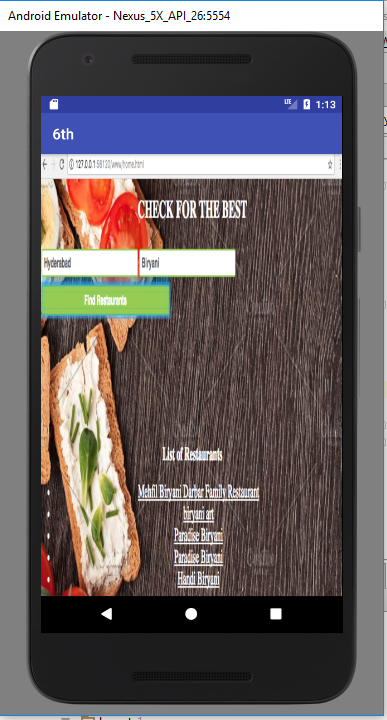 Android Emulator - Nexus_5X_API_26:5554
LTE 1:13
6th
127.0.0.1:58120/www/home.html
CHECK FOR THE BEST
Hyderabad Biryani
Find Restaurants
List of Restaurants
Mehfil Biryani Darbar Family Restaurant
biryani art
Paradise Biryani
Paradise Biryani
Handi Biryani